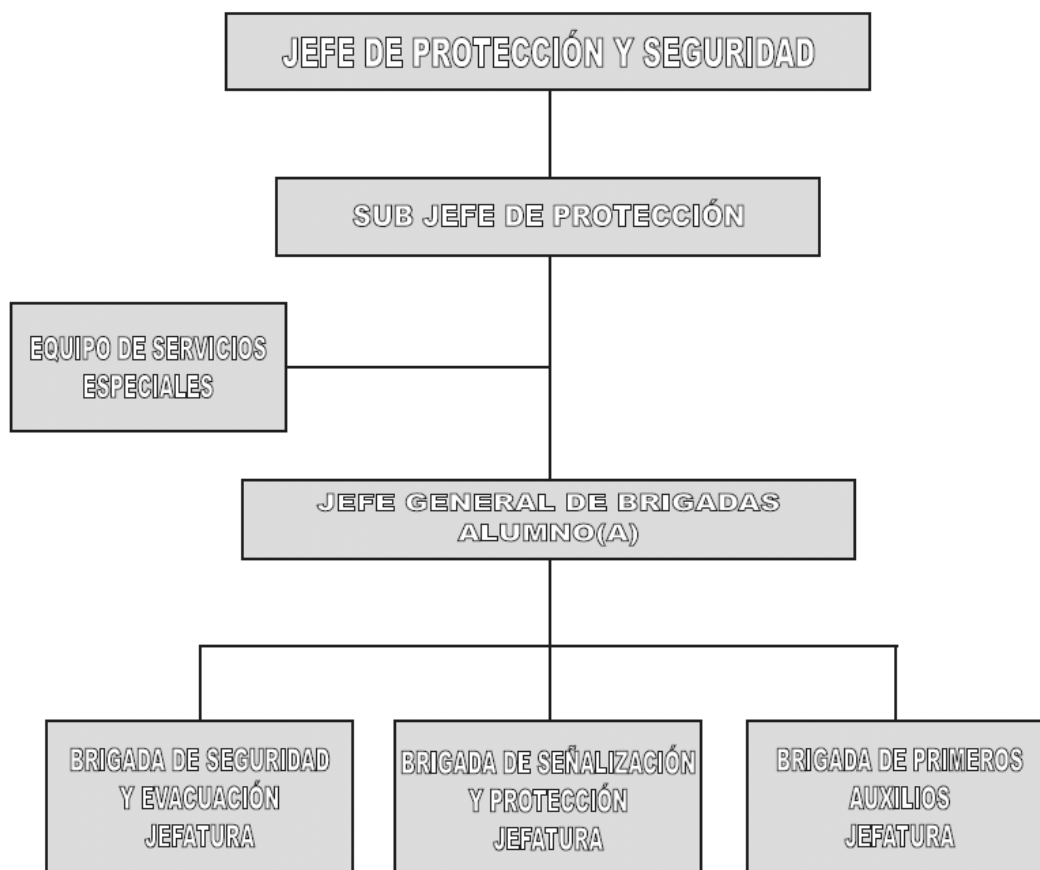 JEFE DE PROTECCIÓN Y SEGURIDAD
SUB JEFE DE PROTECCIÓN
EQUIPO DE SERVICIOS
ESPECIALES
JEFE GENERAL DE BRIGADAS
ALUMNO(A)
BRIGADA DE SEGURIDAD
Y EVACUACIÓN
JEFATURA
BRIGADA DE SEÑALIZACIÓN
Y PROTECCIÓN
JEFATURA
BRIGADA DE PRIMEROS
AUXILIOS
JEFATURA